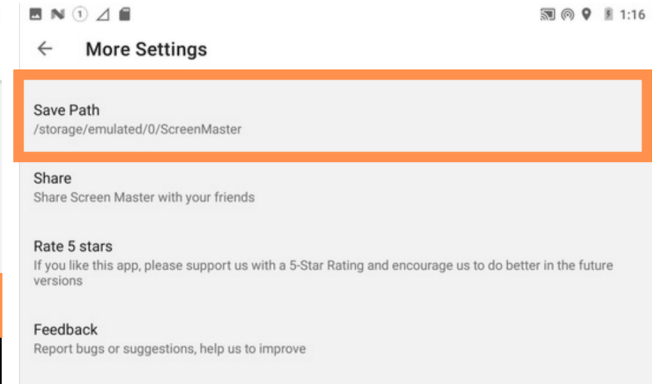 1 1:16
More Settings
Save Path
/storage/emulated/0/ScreenMaster
Share
Share Screen Master with your friends
Rate 5 stars
If you like this app, please support us with a 5-Star Rating and encourage us to do better in the future
versions
Feedback
Report bugs or suggestions, help us to improve